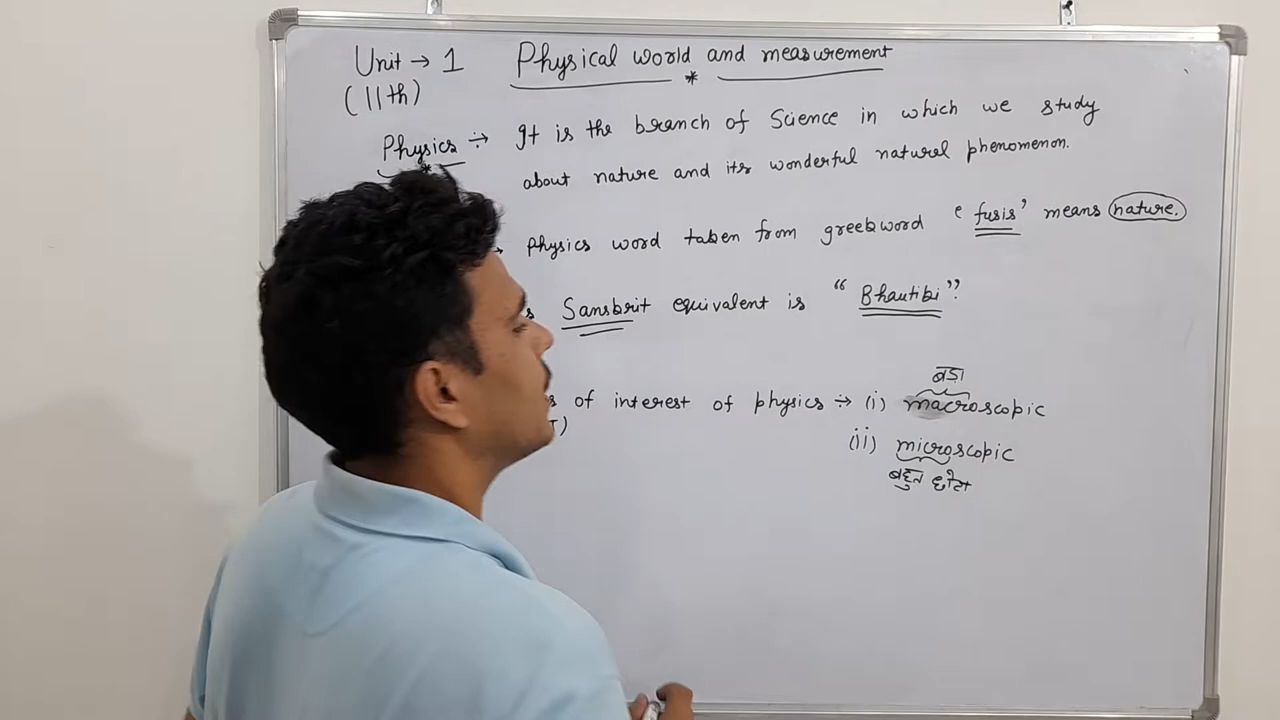 Unit → 1 Physical world and measurement
(11th)
Physics ÷ It is the branch of Science in which we study
about nature and its wonderful natural phenomenon.
→ Physics word taken from greekword ‘fusis’ means nature.
Sanskrit equivalent is “Bhautiki”.
बड़ा
of interest of physics ÷ (i) macroscopic
(ii) microscopic
बहुत छोटा